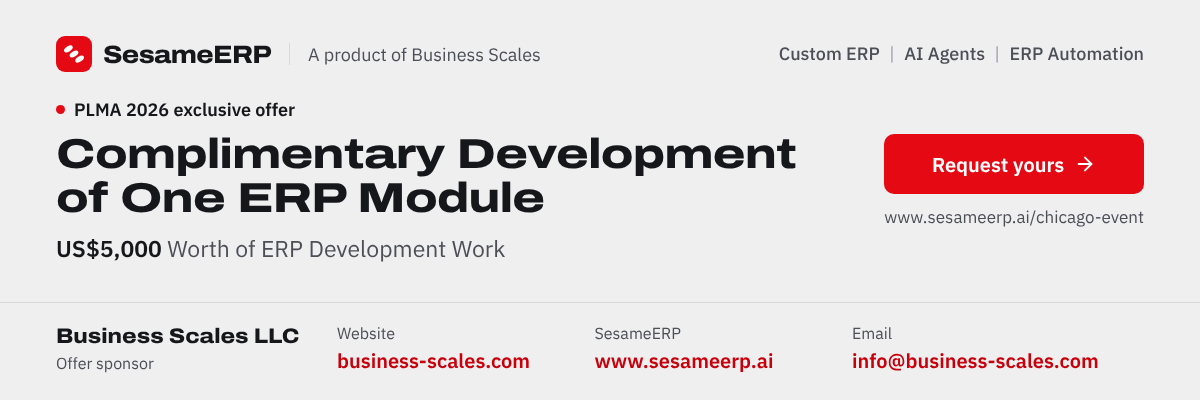 SesameERP | A product of Business Scales
Custom ERP | AI Agents | ERP Automation
PLMA 2026 exclusive offer
Complimentary Development
of One ERP Module
US$5,000 Worth of ERP Development Work
Request yours →
www.sesameerp.ai/chicago-event
Business Scales LLC
Offer sponsor
Website
business-scales.com
SesameERP
www.sesameerp.ai
Email
info@business-scales.com